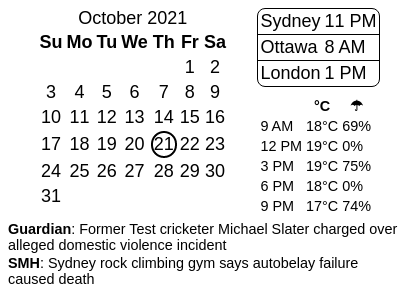 October 2021
Su Mo Tu We Th Fr Sa
1 2
3 4 5 6 7 8 9
10 11 12 13 14 15 16
17 18 19 20 21 22 23
24 25 26 27 28 29 30
31
Sydney 11 PM
Ottawa 8 AM
London 1 PM
°C ☂
9 AM 18°C 69%
12 PM 19°C 0%
3 PM 19°C 75%
6 PM 18°C 0%
9 PM 17°C 74%
Guardian: Former Test cricketer Michael Slater charged over
alleged domestic violence incident
SMH: Sydney rock climbing gym says autobelay failure
caused death